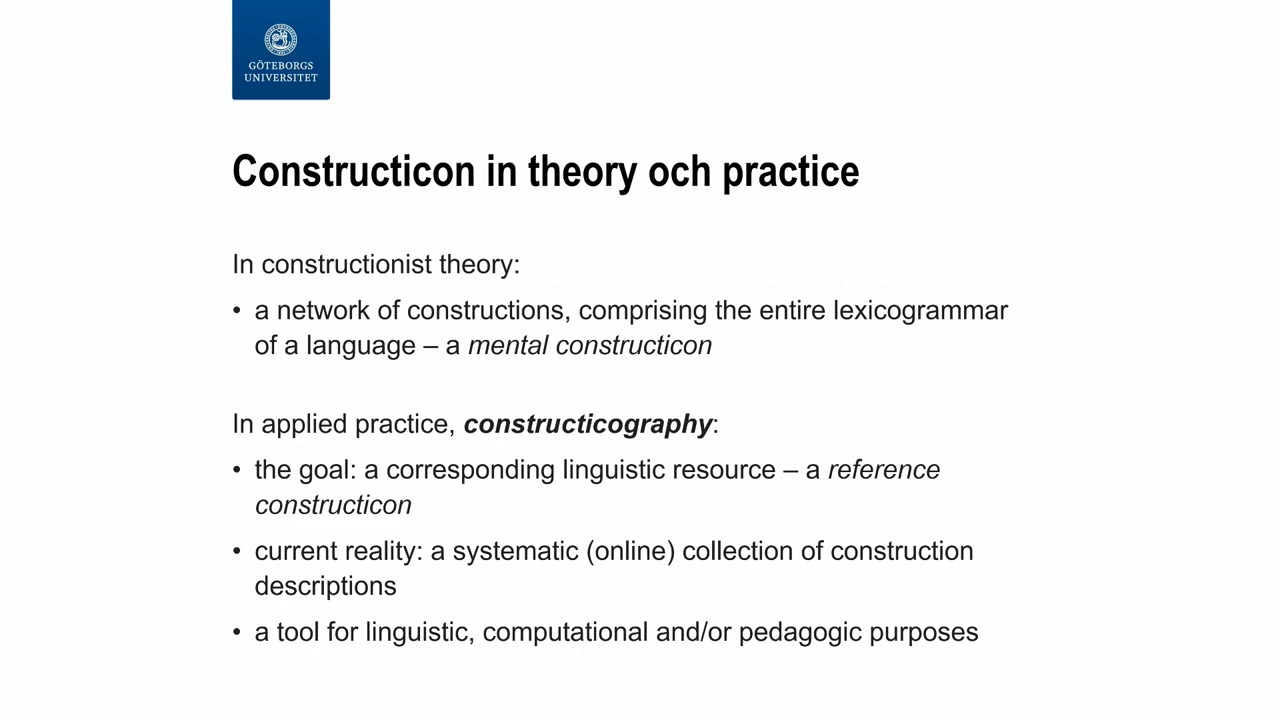 GÖTEBORGS
UNIVERSITET
Constructicon in theory och practice
In constructionist theory:
• a network of constructions, comprising the entire lexicogrammar
of a language – a mental constructicon
In applied practice, constructicography:
• the goal: a corresponding linguistic resource – a reference
constructicon
• current reality: a systematic (online) collection of construction
descriptions
• a tool for linguistic, computational and/or pedagogic purposes